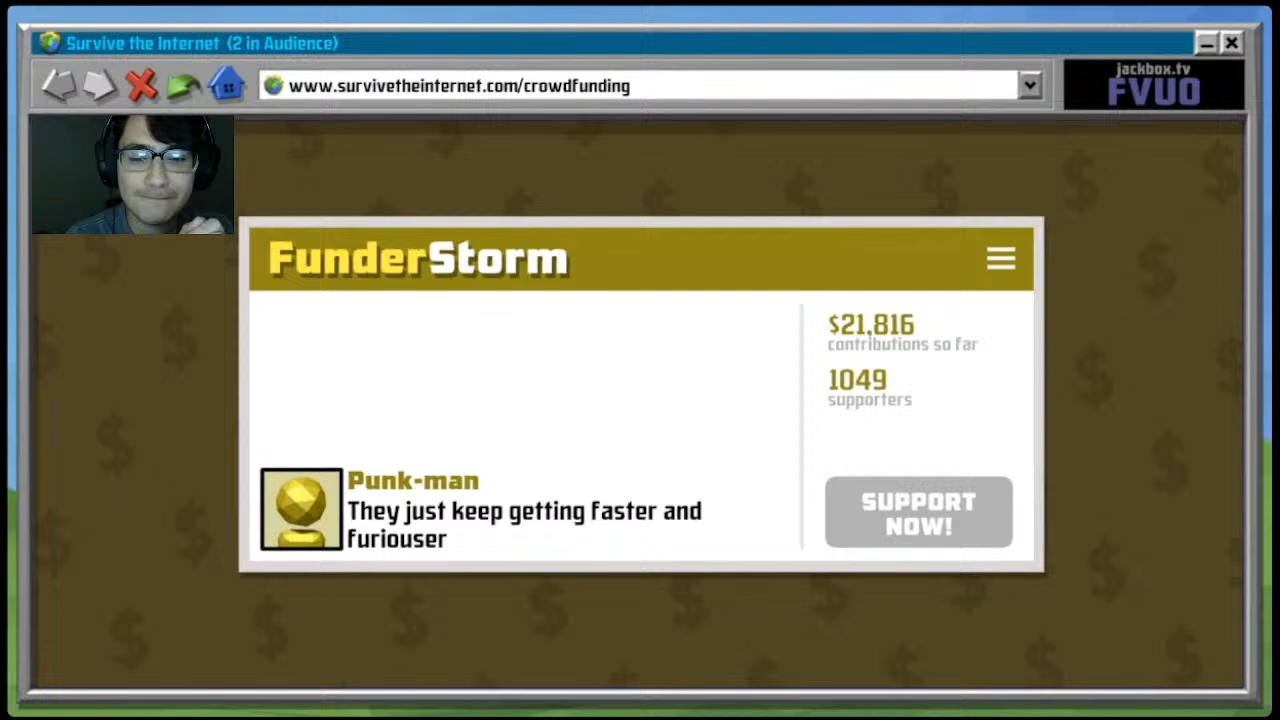 Survive the Internet (2 in Audience)
www.survivetheinternet.com/crowdfunding
jackbox.tv
FVUO
FunderStorm
$21,816
contributions so far
1049
supporters
Punk-man
They just keep getting faster and
furiouser
SUPPORT
NOW!